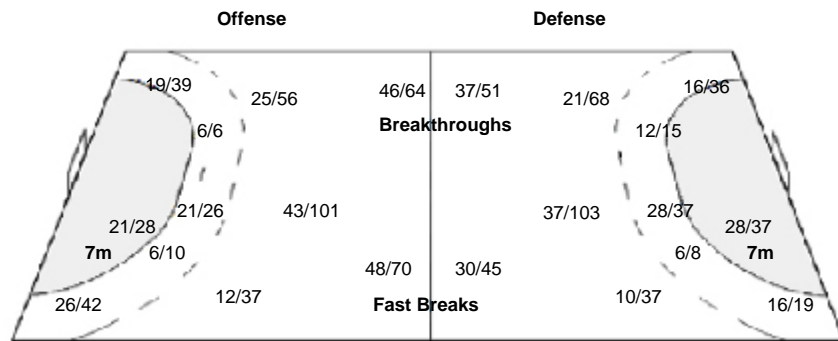 Offense Defense
19/39 25/56 46/64 37/51 21/68 16/36
6/6 Breakthroughs 12/15
21/28 21/26 43/101 37/103 28/37 28/37
7m 6/10 6/8 7m
48/70 30/45
26/42 12/37 Fast Breaks 10/37 16/19